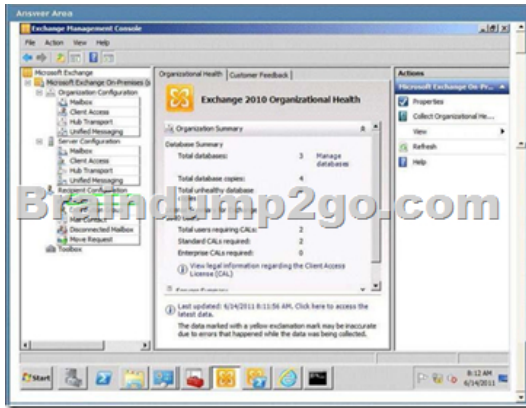 Answer Area
Exchange Management Console
File Action View Help
Microsoft Exchange
Microsoft Exchange On-Premises
Organization Configuration
Mailbox
Client Access
Hub Transport
Unified Messaging
Server Configuration
Mailbox
Client Access
Hub Transport
Unified Messaging
Recipient Configuration
Mail Contact
Disconnected Mailbox
Move Request
Toolbox
Organizational Health Customer Feedback
Exchange 2010 Organizational Health
Organization Summary
Database Summary
Total databases: 3 Manage databases
Total database copies: 4
Total unhealthy database
Total users requiring CALs: 2
Standard CALs required: 2
Enterprise CALs required: 0
View legal information regarding the Client Access
License (CAL)
Last updated: 6/14/2011 8:11:56 AM. Click here to access the
latest data.
The data marked with a yellow exclamation mark may be inaccurate
due to errors that happened while the data was being collected.
Actions
Microsoft Exchange On-Pr...
Properties
Collect Organizational He...
View
Refresh
Help
Braindump2go.com
Start
8:12 AM
6/14/2011